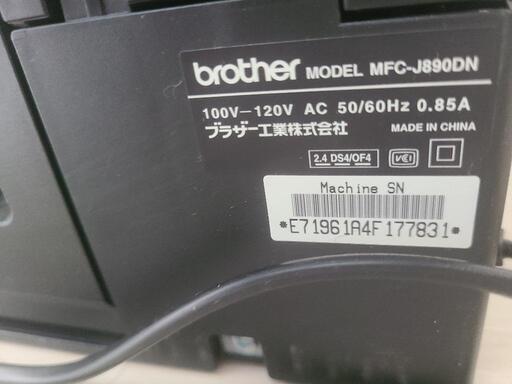 brother MODEL MFC-J890DN
100V-120V AC 50/60Hz 0.85A
ブラザー工業株式会社 MADE IN CHINA
2.4 DS4/OF4 VCI
Machine SN
*E71961A4F177831*